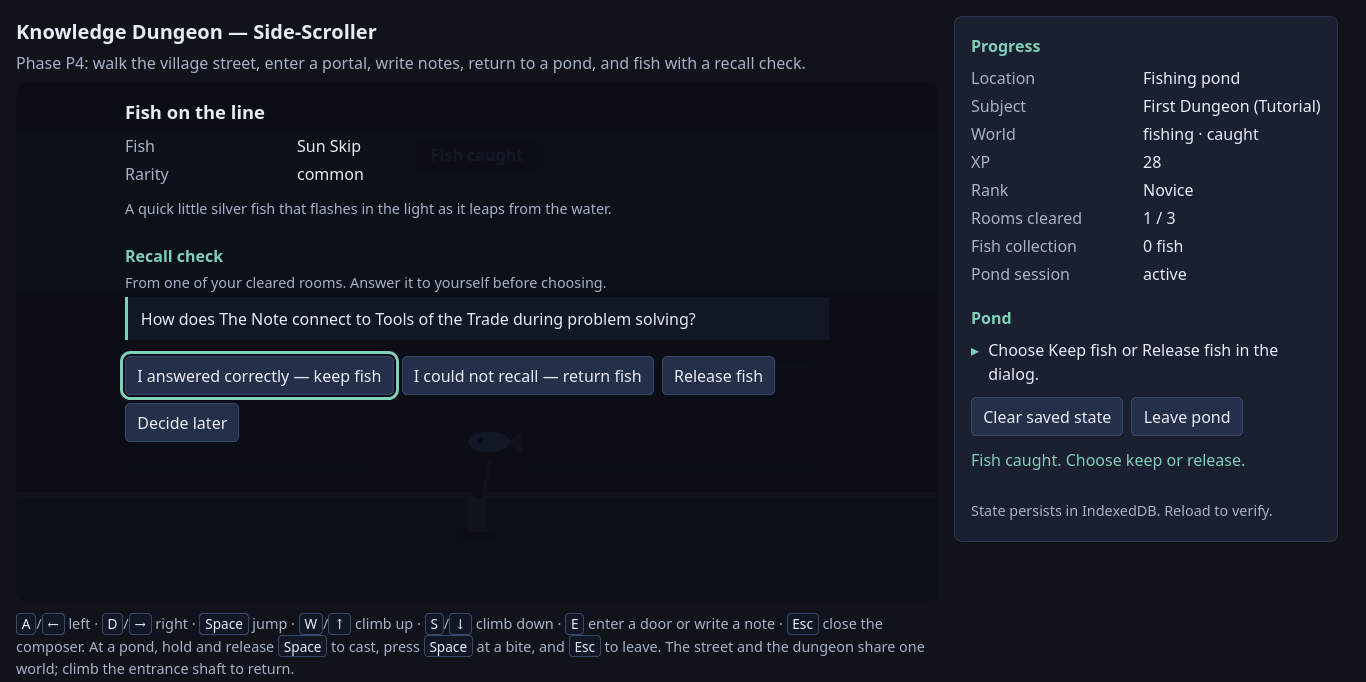 Knowledge Dungeon — Side-Scroller
Phase P4: walk the village street, enter a portal, write notes, return to a pond, and fish with a recall check.
Fish on the line
Fish Sun Skip
Fish caught
Rarity common
A quick little silver fish that flashes in the light as it leaps from the water.
Recall check
From one of your cleared rooms. Answer it to yourself before choosing.
How does The Note connect to Tools of the Trade during problem solving?
I answered correctly — keep fish
I could not recall — return fish
Release fish
Decide later
A/← left · D/→ right · Space jump · W/↑ climb up · S/↓ climb down · E enter a door or write a note · Esc close the
composer. At a pond, hold and release Space to cast, press Space at a bite, and Esc to leave. The street and the dungeon share one
world; climb the entrance shaft to return.
Progress
Location Fishing pond
Subject First Dungeon (Tutorial)
World fishing · caught
XP 28
Rank Novice
Rooms cleared 1 / 3
Fish collection 0 fish
Pond session active
Pond
▸ Choose Keep fish or Release fish in the
dialog.
Clear saved state
Leave pond
Fish caught. Choose keep or release.
State persists in IndexedDB. Reload to verify.